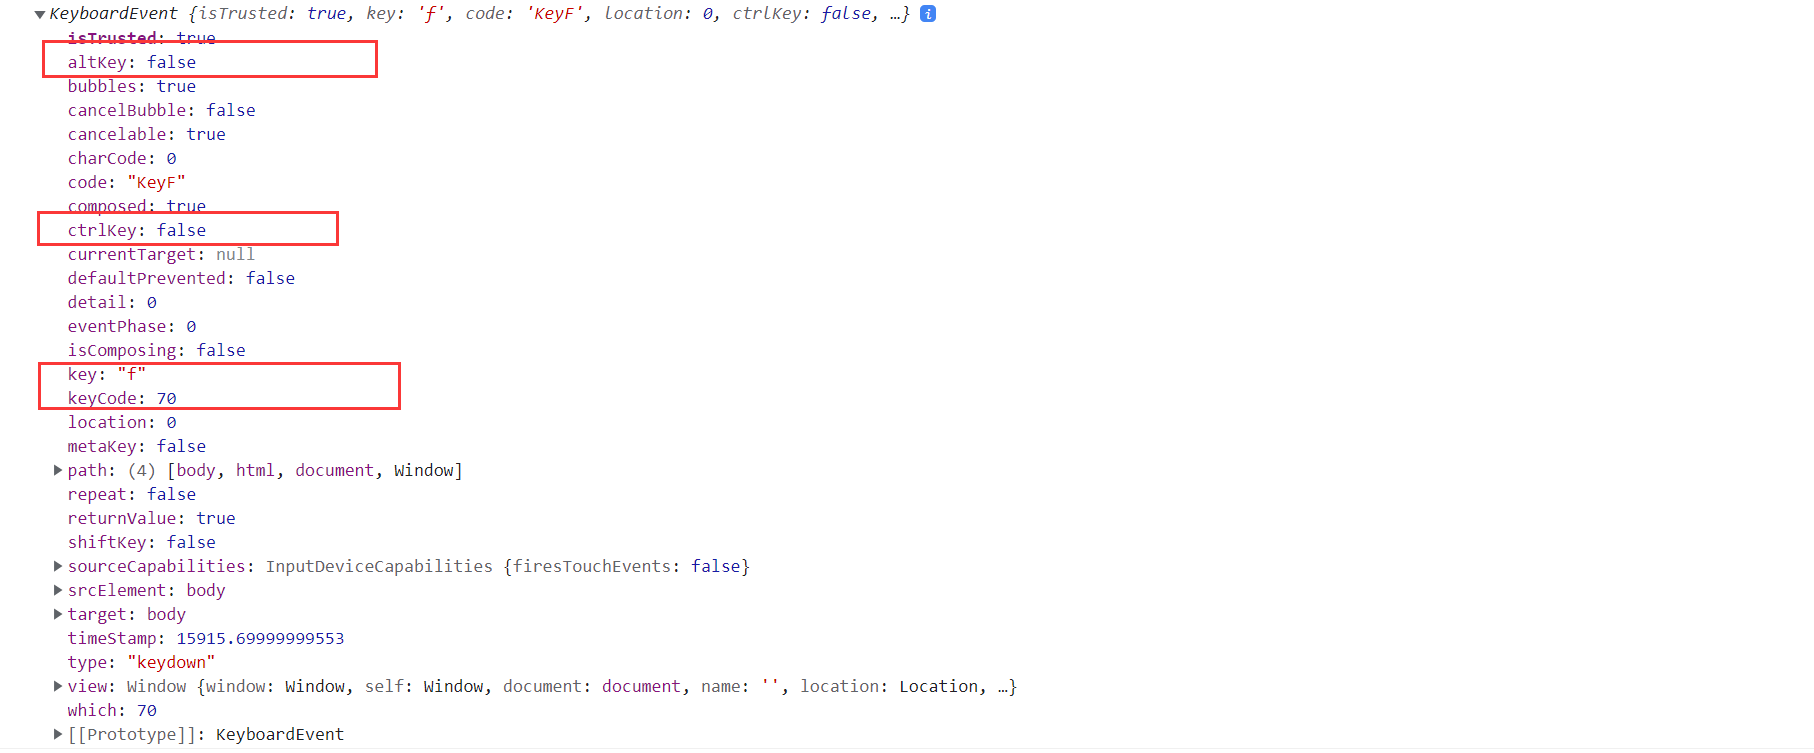 ▼KeyboardEvent {isTrusted: true, key: 'f', code: 'KeyF', location: 0, ctrlKey: false, …} i
isTrusted: true
altKey: false
bubbles: true
cancelBubble: false
cancelable: true
charCode: 0
code: "KeyF"
composed: true
ctrlKey: false
currentTarget: null
defaultPrevented: false
detail: 0
eventPhase: 0
isComposing: false
key: "f"
keyCode: 70
location: 0
metaKey: false
▶path: (4) [body, html, document, Window]
repeat: false
returnValue: true
shiftKey: false
▶sourceCapabilities: InputDeviceCapabilities {firesTouchEvents: false}
▶srcElement: body
▶target: body
timeStamp: 15915.69999999553
type: "keydown"
▶view: Window {window: Window, self: Window, document: document, name: '', location: Location, …}
which: 70
▶[[Prototype]]: KeyboardEvent